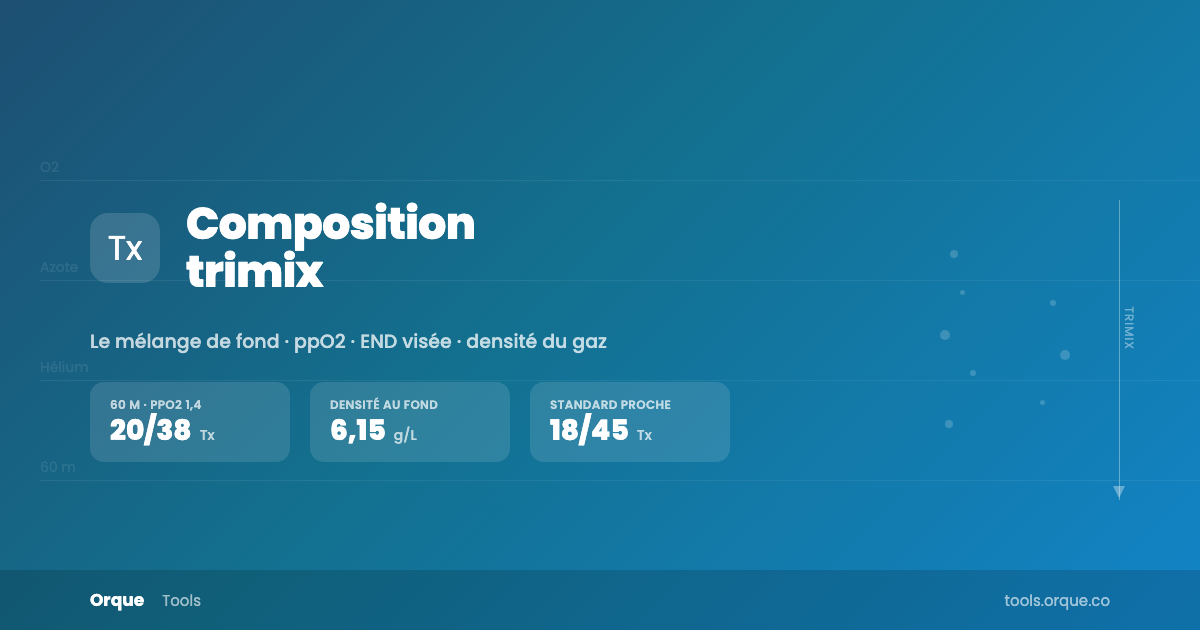 O2
Tx
Composition
trimix
Azote
TRIMIX
Le mélange de fond · ppO2 · END visée · densité du gaz
Hélium
60 M · PPO2 1,4
20/38 Tx
DENSITÉ AU FOND
6,15 g/L
STANDARD PROCHE
18/45 Tx
60 m
Orque Tools
tools.orque.co